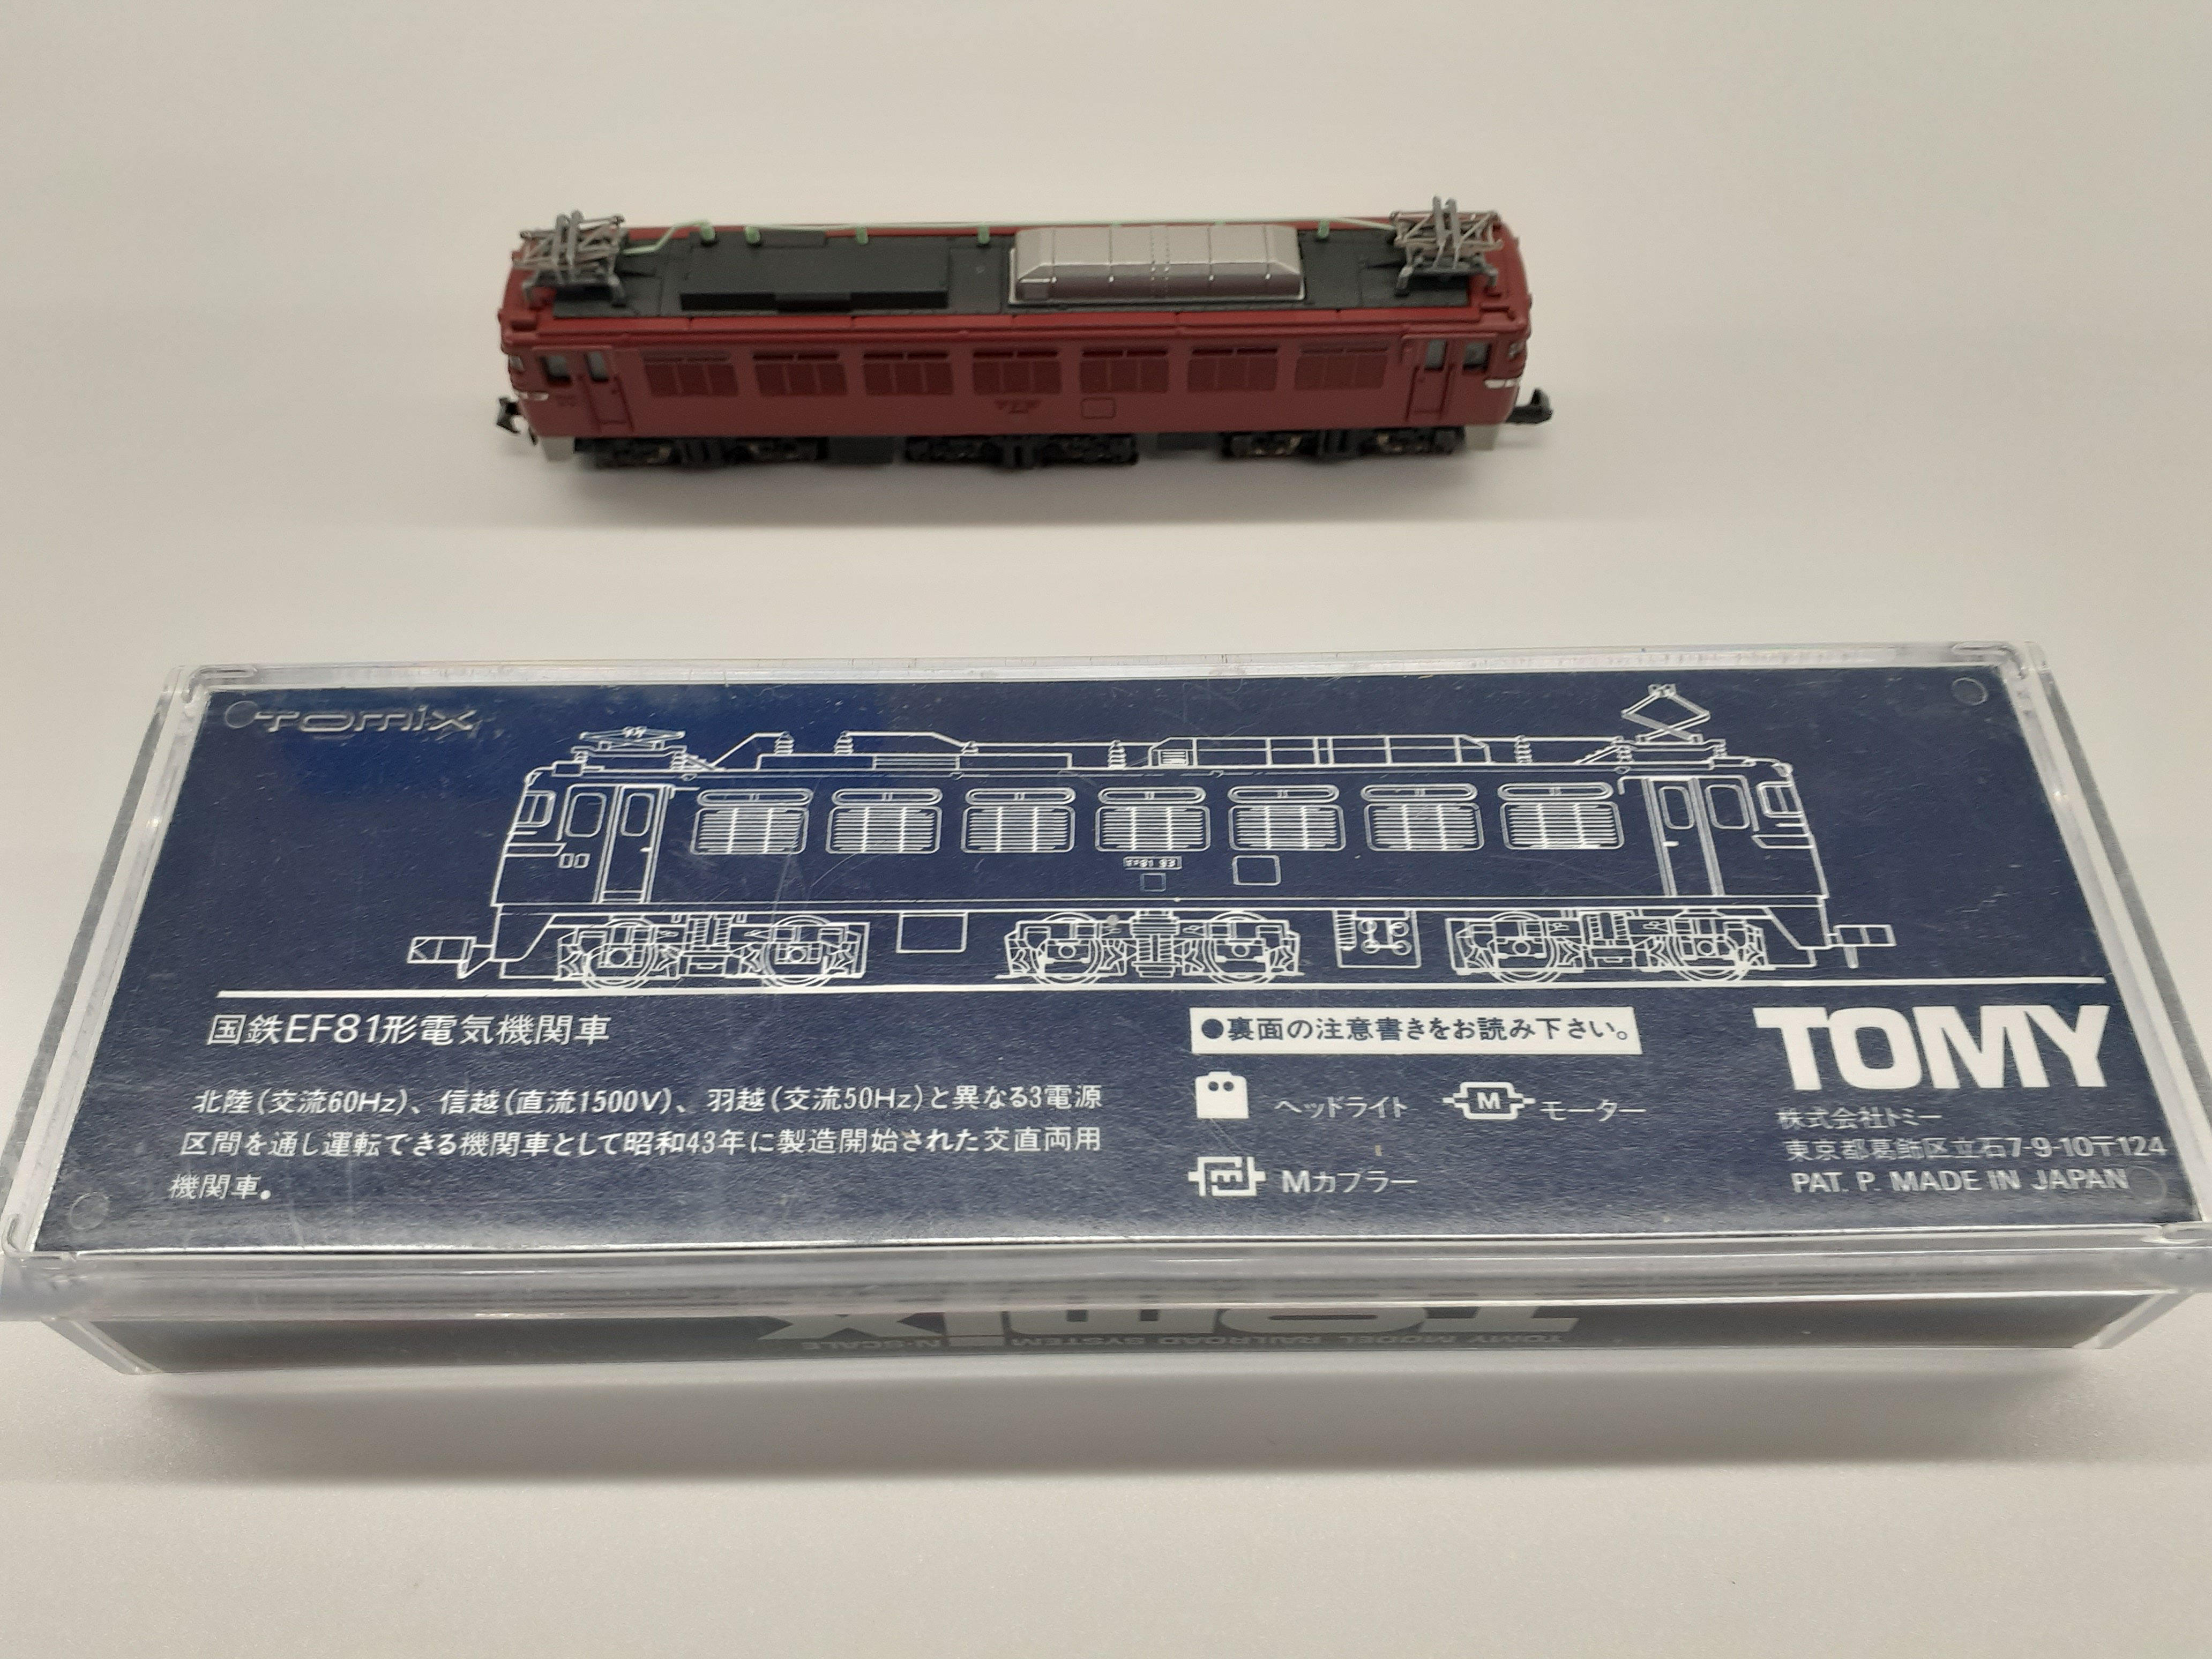 TOMIX
国鉄EF81形電気機関車
北陸(交流60Hz)、信越(直流1500V)、羽越(交流50Hz)と異なる3電源
区間を通し運転できる機関車として昭和43年に製造開始された交直両用
機関車。
●裏面の注意書きをお読み下さい。
ヘッドライト
モーター
M
Mカプラー
TOMY
株式会社トミー
東京都葛飾区立石7-9-10〒124
PAT. P. MADE IN JAPAN
TOMIX
TOMY MODEL RAILROAD SYSTEM N-SCALE